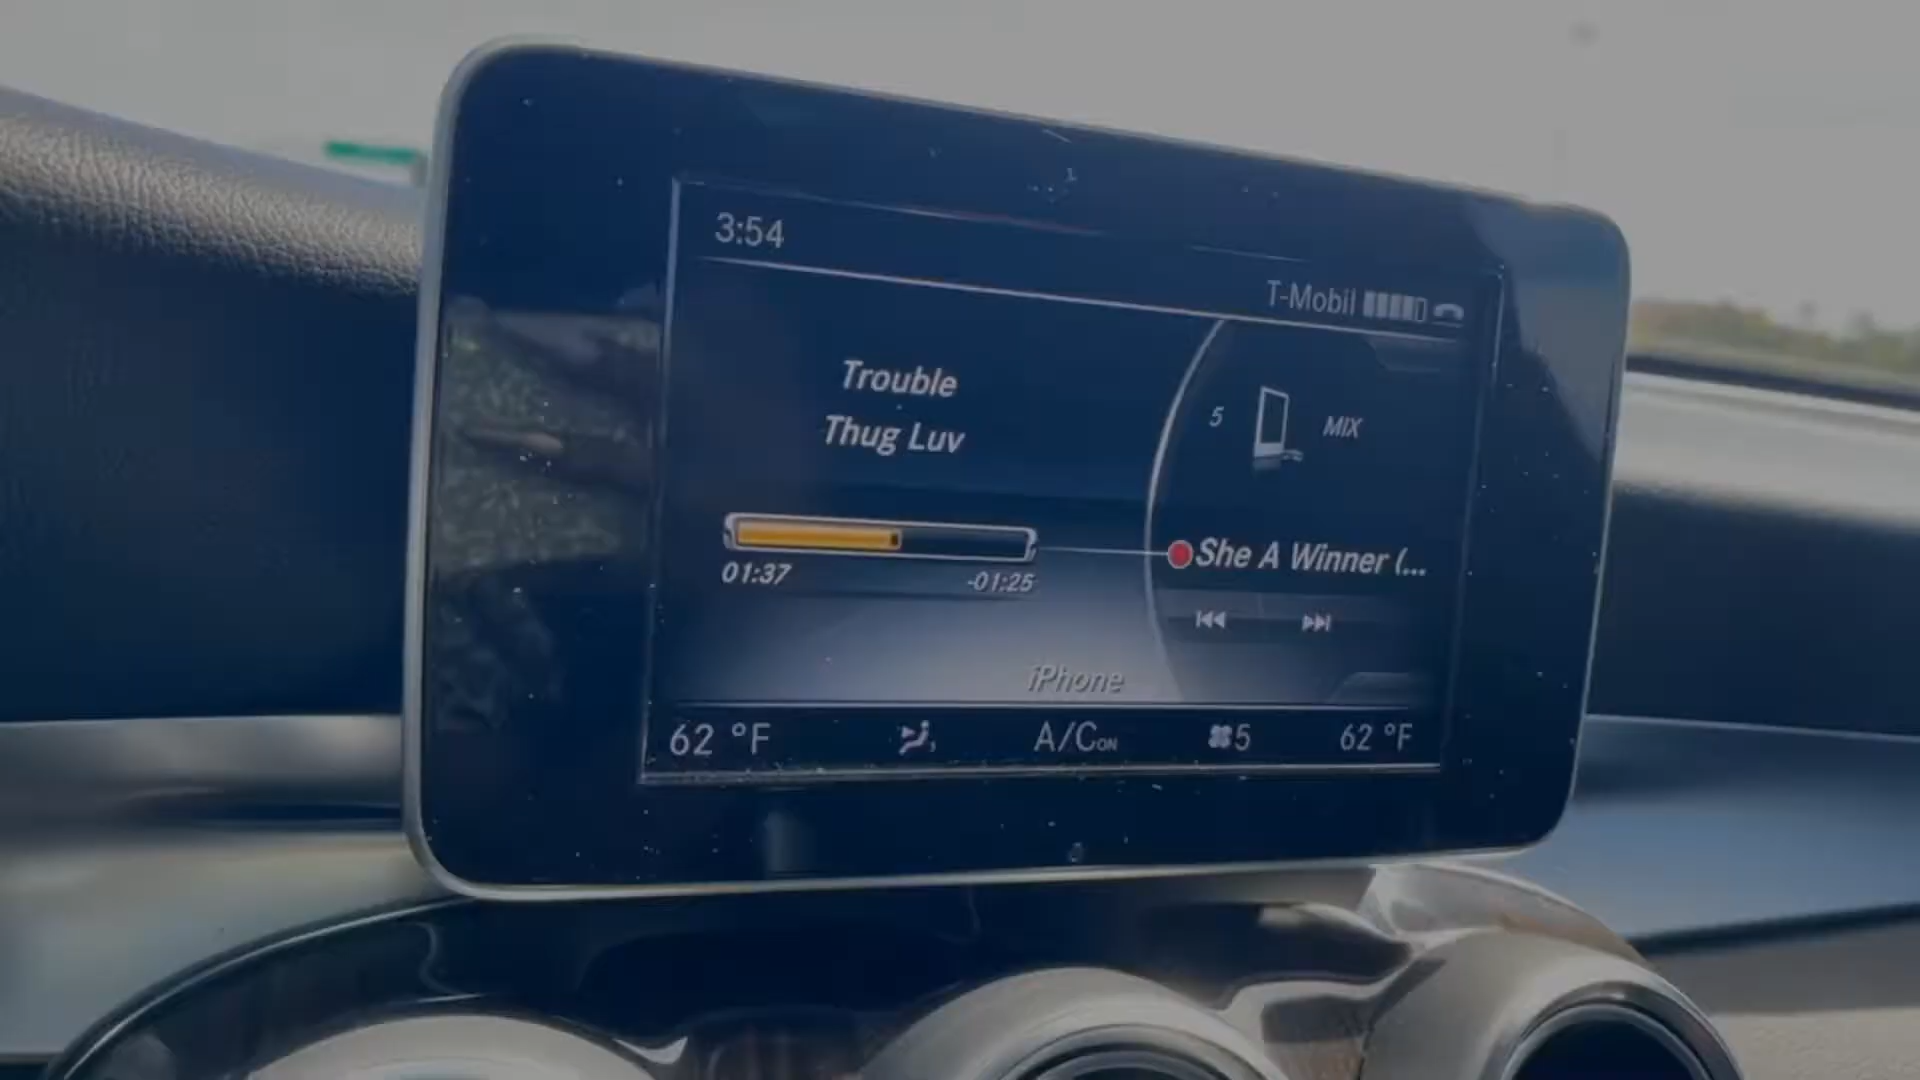 3:54
T-Mobil
Trouble
Thug Luv
5 MIX
01:37 -01:25
She A Winner (...
iPhone
62 °F A/C ON 5 62 °F